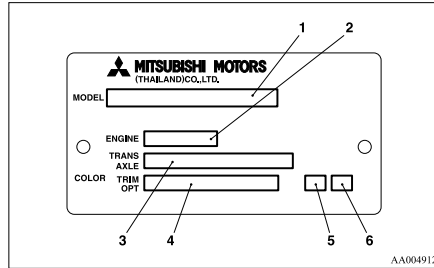 1 2
MITSUBISHI MOTORS
(THAILAND)CO.,LTD.
MODEL
ENGINE
TRANS
AXLE
COLOR TRIM
OPT
3 4 5 6
AA004912